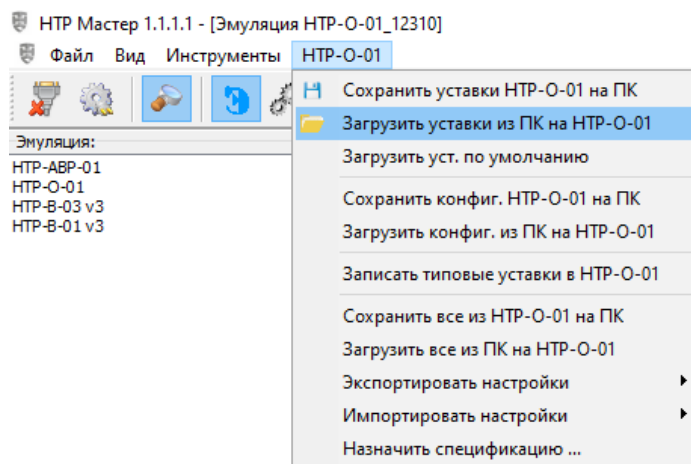 НТР Мастер 1.1.1.1 - [Эмуляция НТР-О-01_12310]
Файл Вид Инструменты НТР-О-01
Эмуляция:
НТР-АВР-01
НТР-О-01
НТР-В-03 v3
НТР-В-01 v3
Сохранить уставки НТР-О-01 на ПК
Загрузить уставки из ПК на НТР-О-01
Загрузить уст. по умолчанию
Сохранить конфиг. НТР-О-01 на ПК
Загрузить конфиг. из ПК на НТР-О-01
Записать типовые уставки в НТР-О-01
Сохранить все из НТР-О-01 на ПК
Загрузить все из ПК на НТР-О-01
Экспортировать настройки
Импортировать настройки
Назначить спецификацию ...